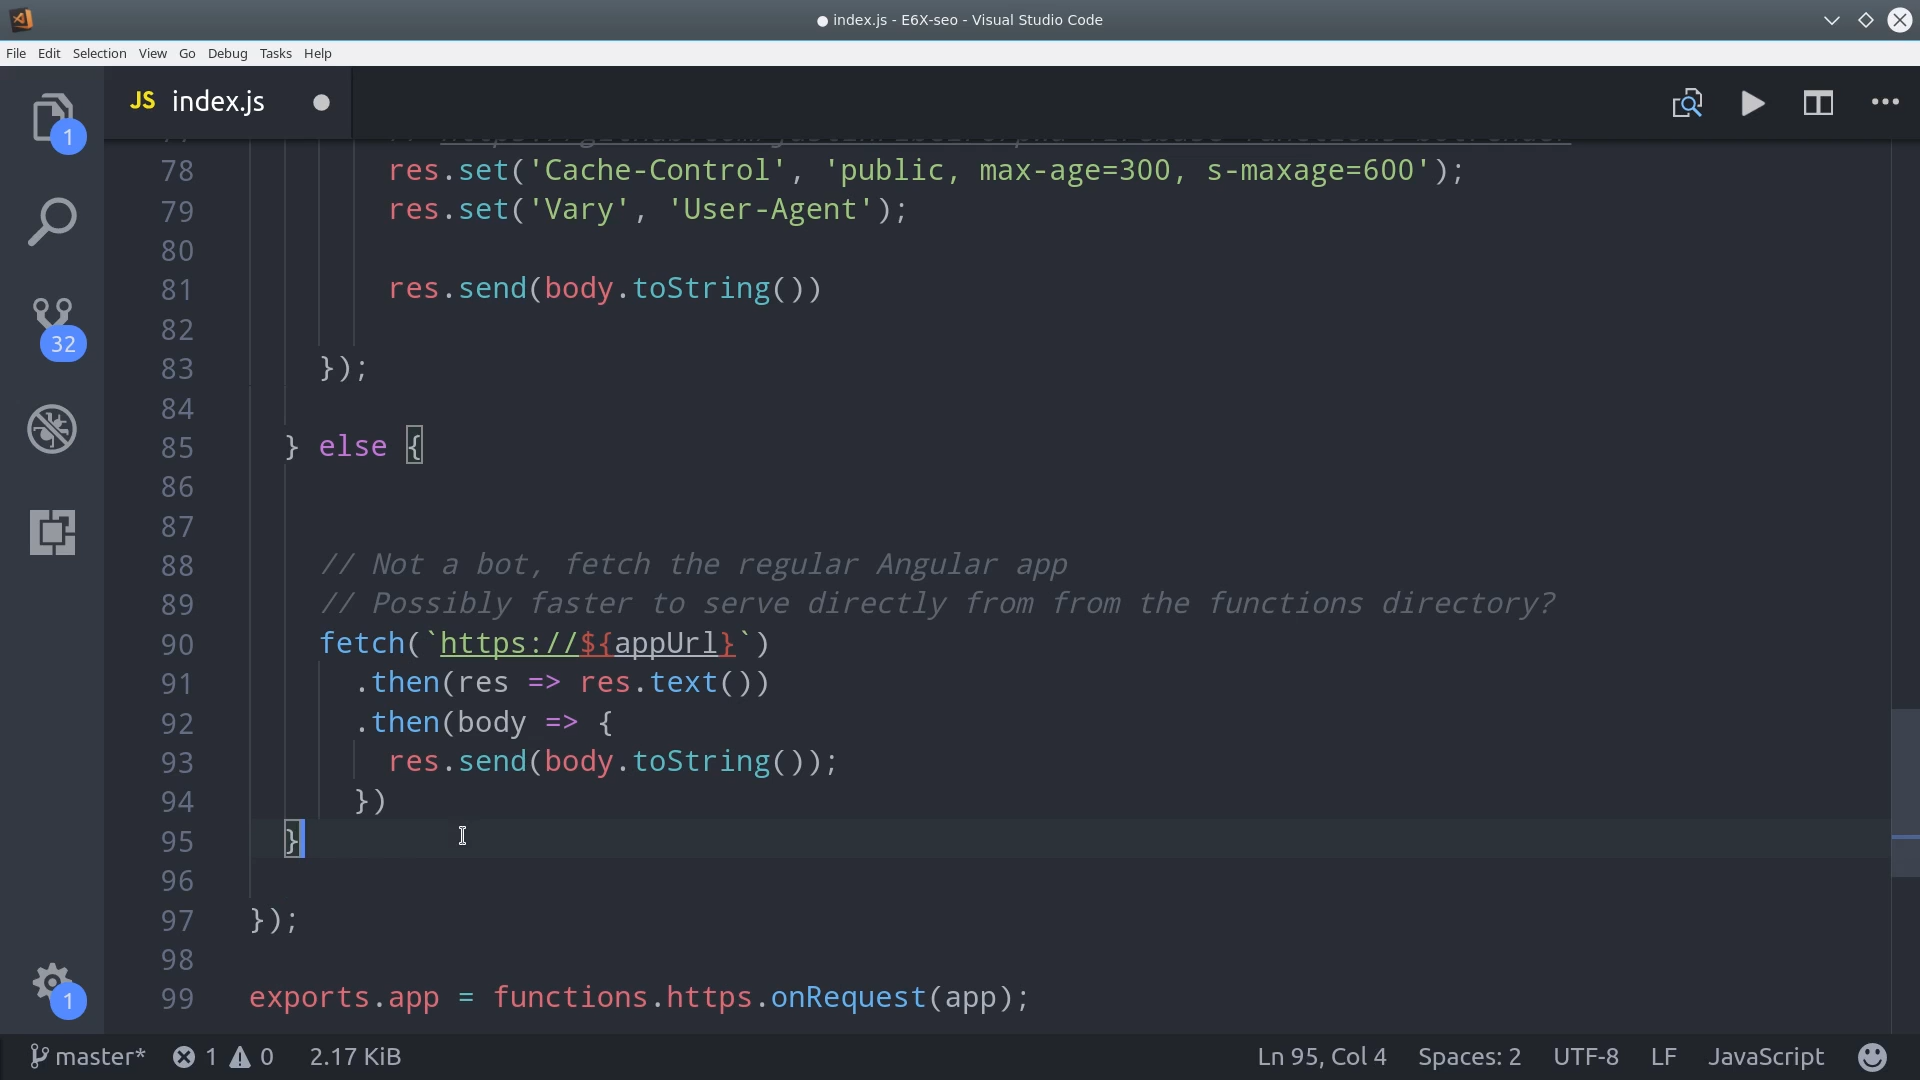 index.js - E6X-seo - Visual Studio Code
File Edit Selection View Go Debug Tasks Help
JS index.js
1
32
1
78 res.set('Cache-Control', 'public, max-age=300, s-maxage=600');
79 res.set('Vary', 'User-Agent');
80
81 res.send(body.toString())
82
83 });
84
85 } else {
86
87
88 // Not a bot, fetch the regular Angular app
89 // Possibly faster to serve directly from from the functions directory?
90 fetch(`https://${appUrl}`)
91 .then(res => res.text())
92 .then(body => {
93 res.send(body.toString());
94 })
95 }
96
97 });
98
99 exports.app = functions.https.onRequest(app);
master* 1 0 2.17 KiB Ln 95, Col 4 Spaces: 2 UTF-8 LF JavaScript